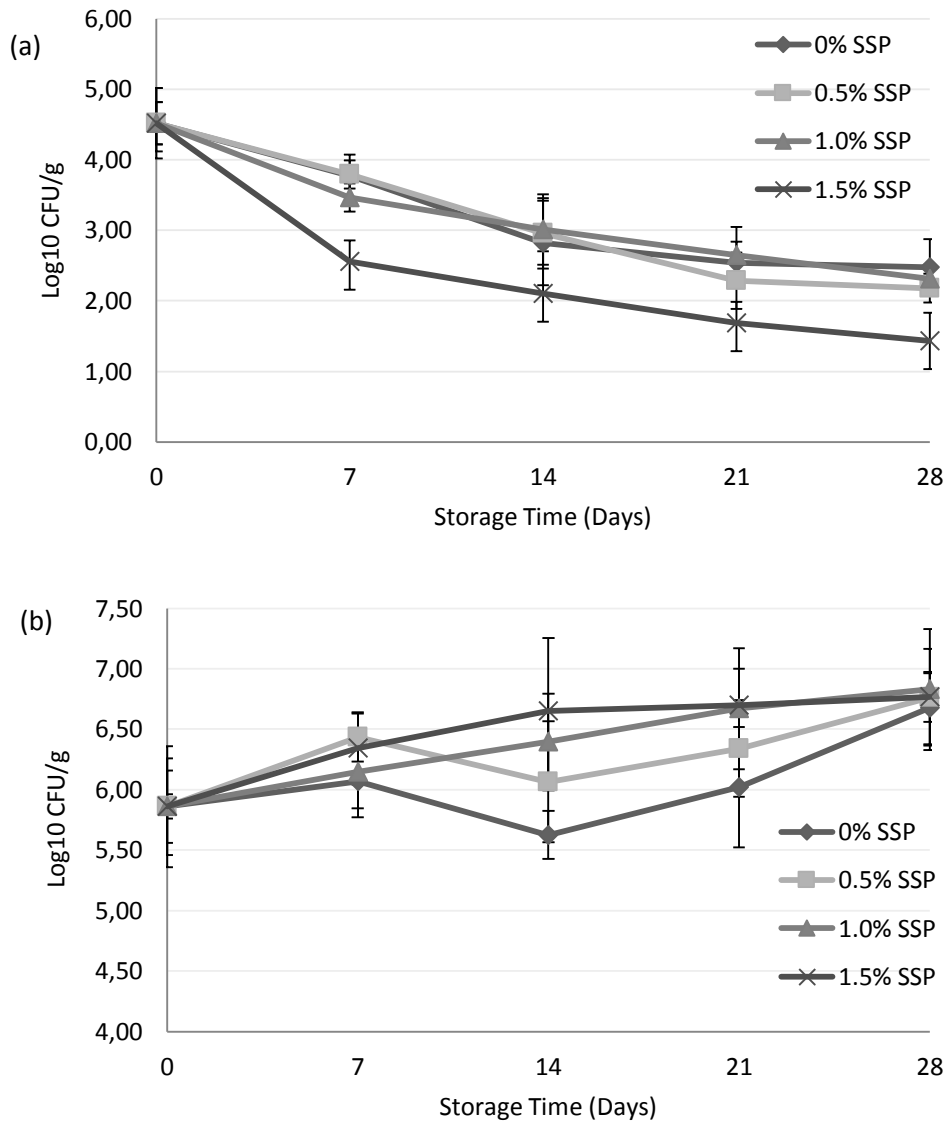 (a)
6,00
5,00
4,00
3,00
2,00
1,00
0,00
Log10 CFU/g
0 7 14 21 28
Storage Time (Days)
0% SSP
0.5% SSP
1.0% SSP
1.5% SSP
(b)
7,50
7,00
6,50
6,00
5,50
5,00
4,50
4,00
Log10 CFU/g
0 7 14 21 28
Storage Time (Days)
0% SSP
0.5% SSP
1.0% SSP
1.5% SSP